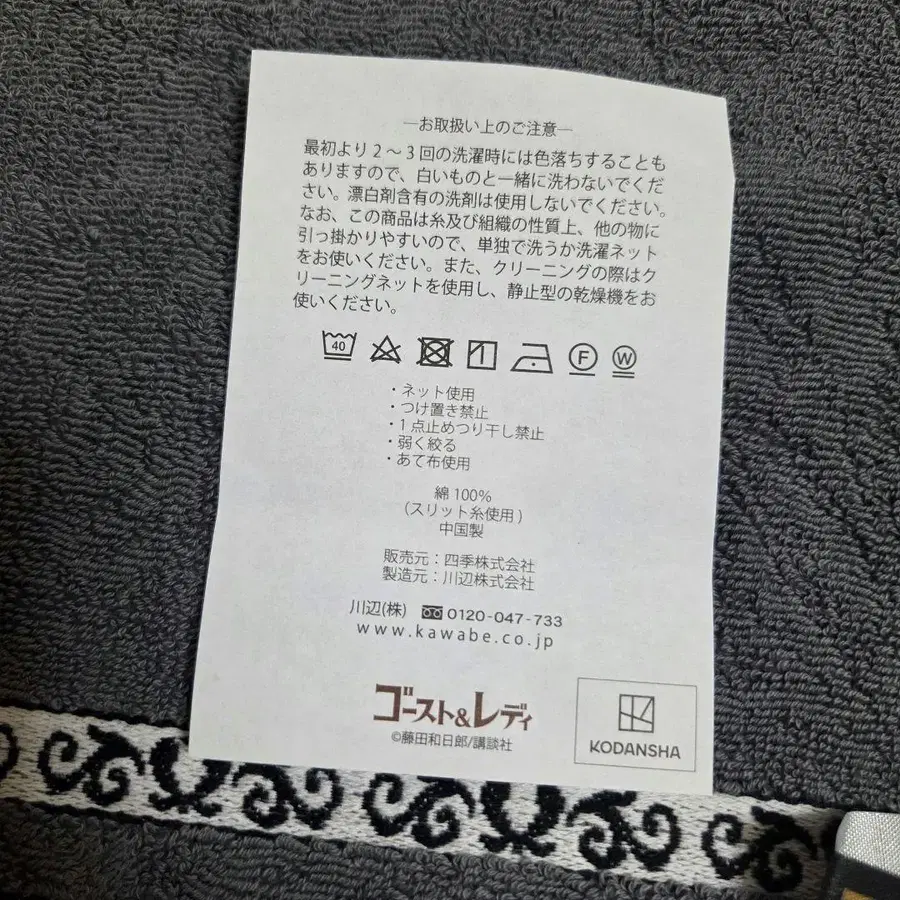 ―お取扱い上のご注意―
最初より2～3回の洗濯時には色落ちすることも
ありますので、白いものと一緒に洗わないでくだ
さい。漂白剤含有の洗剤は使用しないでください。
なお、この商品は糸及び組織の性質上、他の物に
引っ掛かりやすいので、単独で洗うか洗濯ネット
をお使いください。また、クリーニングの際はク
リーニングネットを使用し、静止型の乾燥機をお
使いください。
40 F W
・ネット使用
・つけ置き禁止
・1点止めつり干し禁止
・弱く絞る
・あて布使用
綿100%
(スリット糸使用)
中国製
販売元：四季株式会社
製造元：川辺株式会社
川辺(株) 0120-047-733
www.kawabe.co.jp
ゴースト&レディ
©藤田和日郎/講談社
KODANSHA